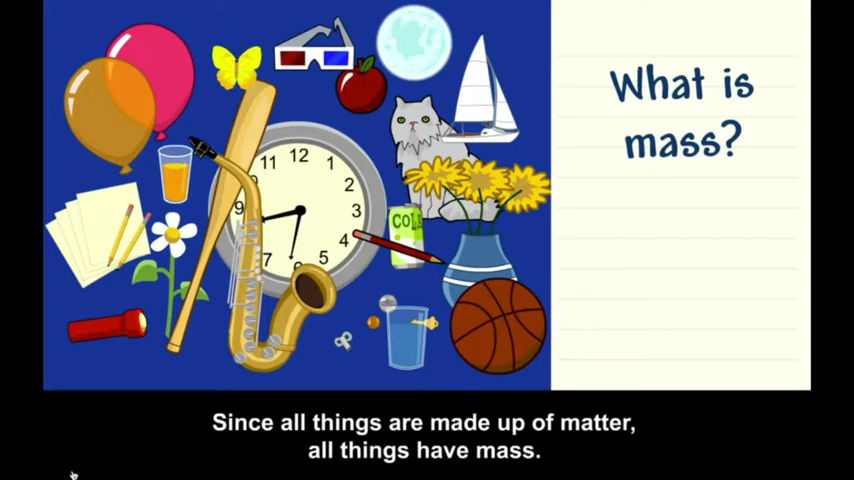 What is
mass?
11
12
1
2
9
3
4
7
5
COLA
Since all things are made up of matter,
all things have mass.